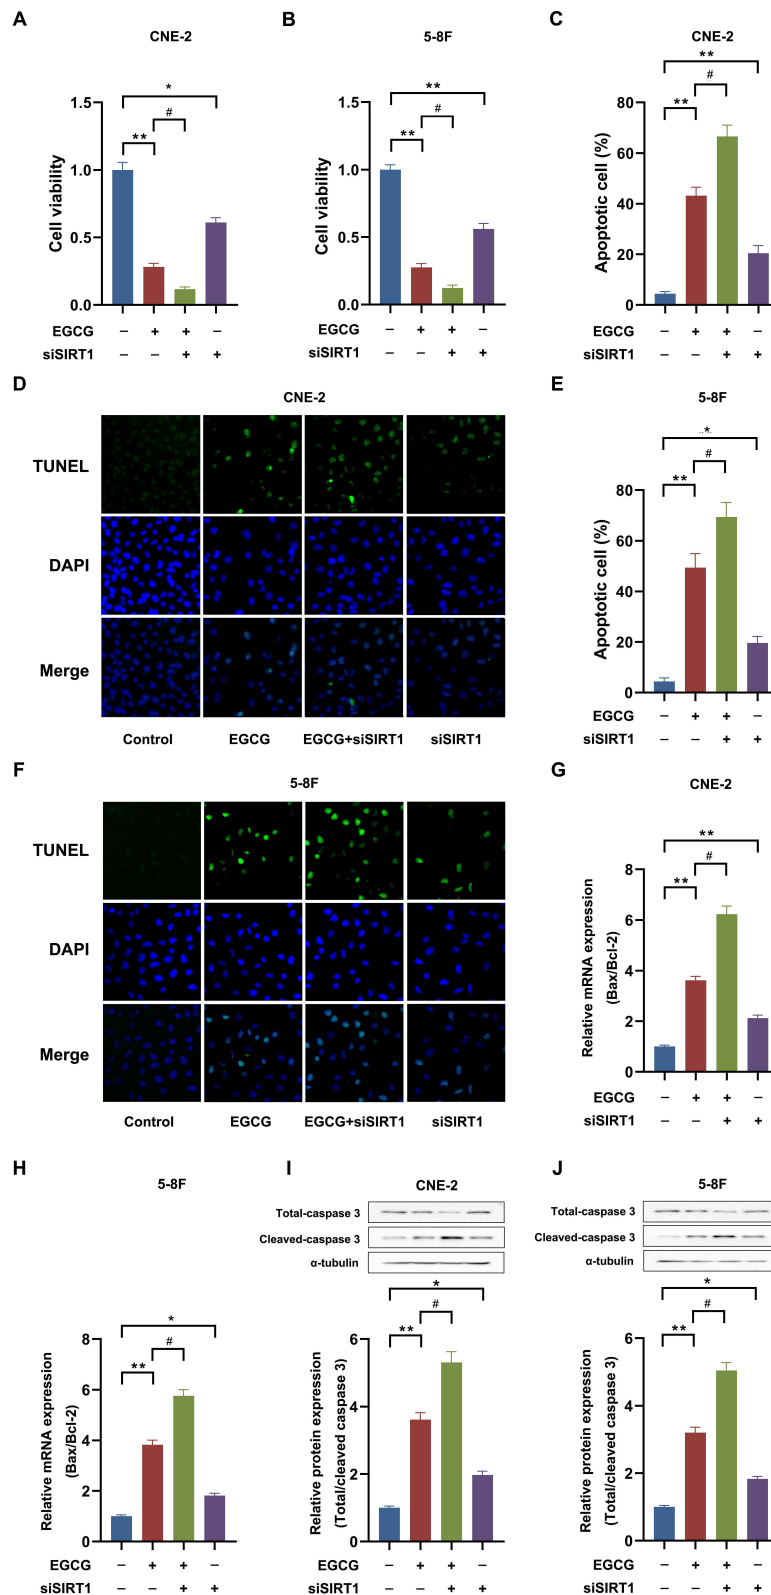 A
CNE-2
Cell viability
1.5
1.0
0.5
0.0
*
#
**
EGCG – + + –
siSIRT1 – – + +
B
5-8F
Cell viability
1.5
1.0
0.5
0.0
**
#
**
EGCG – + + –
siSIRT1 – – + +
C
CNE-2
Apoptotic cell (%)
80
60
40
20
0
**
#
**
EGCG – + + –
siSIRT1 – – + +
D
CNE-2
TUNEL
DAPI
Merge
Control EGCG EGCG+siSIRT1 siSIRT1
E
5-8F
Apoptotic cell (%)
80
60
40
20
0
*
#
**
EGCG – + + –
siSIRT1 – – + +
F
5-8F
TUNEL
DAPI
Merge
Control EGCG EGCG+siSIRT1 siSIRT1
G
CNE-2
Relative mRNA expression
(Bax/Bcl-2)
8
6
4
2
0
**
#
**
EGCG – + + –
siSIRT1 – – + +
H
5-8F
Relative mRNA expression
(Bax/Bcl-2)
8
6
4
2
0
*
#
**
EGCG – + + –
siSIRT1 – – + +
I
CNE-2
Total-caspase 3
Cleaved-caspase 3
α-tubulin
Relative protein expression
(Total/cleaved caspase 3)
6
4
2
0
*
#
**
EGCG – + + –
siSIRT1 – – + +
J
5-8F
Total-caspase 3
Cleaved-caspase 3
α-tubulin
Relative protein expression
(Total/cleaved caspase 3)
6
4
2
0
*
#
**
EGCG – + + –
siSIRT1 – – + +